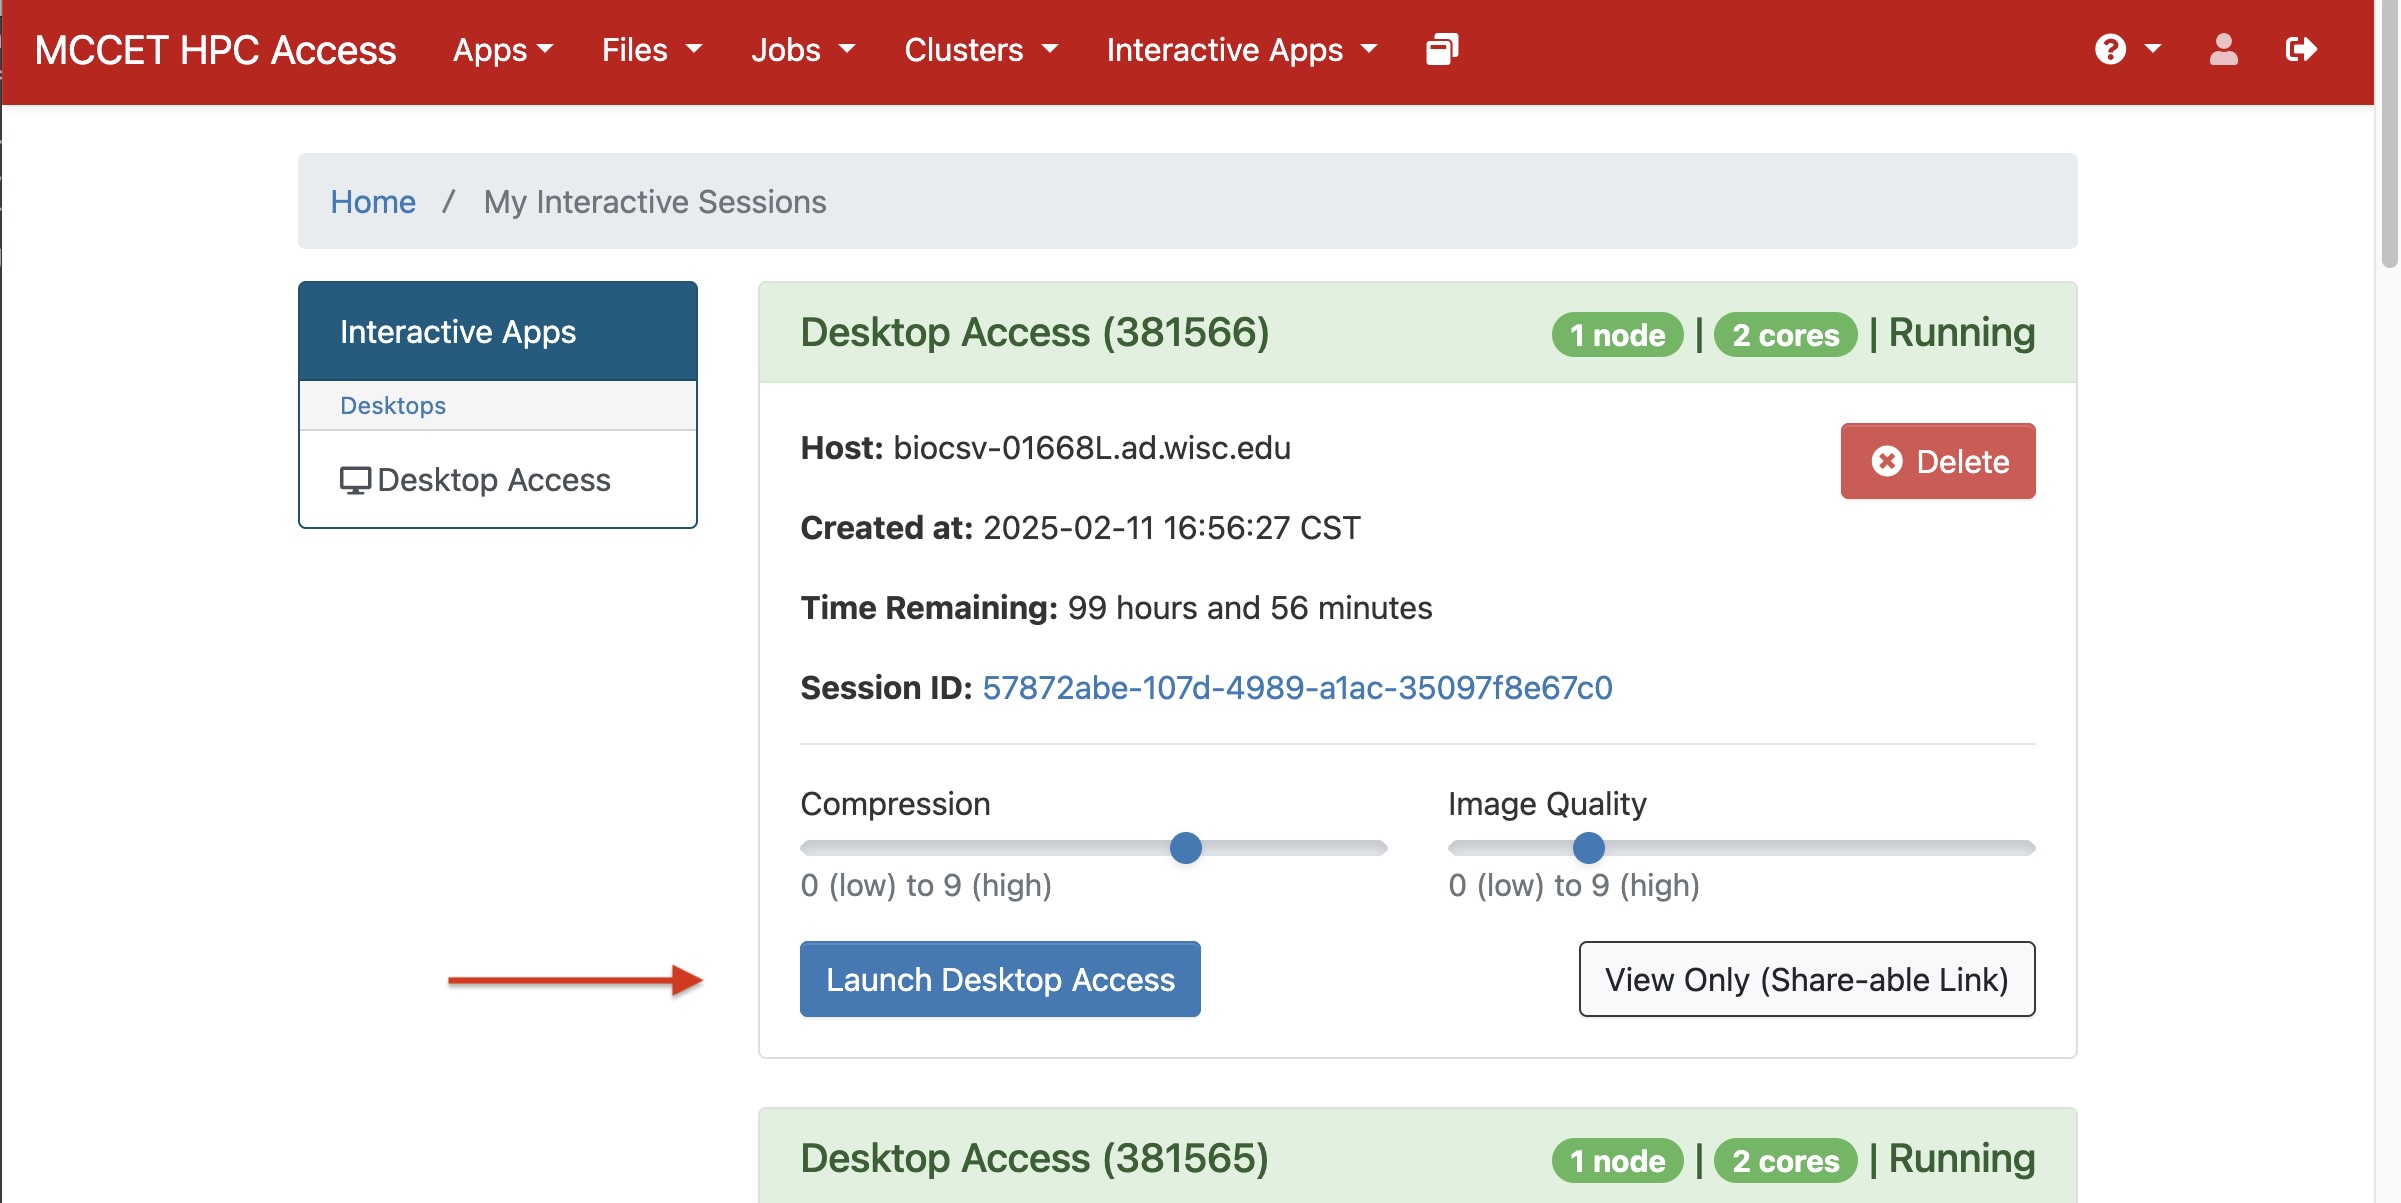 MCCET HPC Access Apps Files Jobs Clusters Interactive Apps
Home / My Interactive Sessions
Interactive Apps
Desktops
Desktop Access
Desktop Access (381566) 1 node | 2 cores | Running
Host: biocsv-01668L.ad.wisc.edu
Delete
Created at: 2025-02-11 16:56:27 CST
Time Remaining: 99 hours and 56 minutes
Session ID: 57872abe-107d-4989-a1ac-35097f8e67c0
Compression
0 (low) to 9 (high)
Image Quality
0 (low) to 9 (high)
Launch Desktop Access
View Only (Share-able Link)
Desktop Access (381565) 1 node | 2 cores | Running